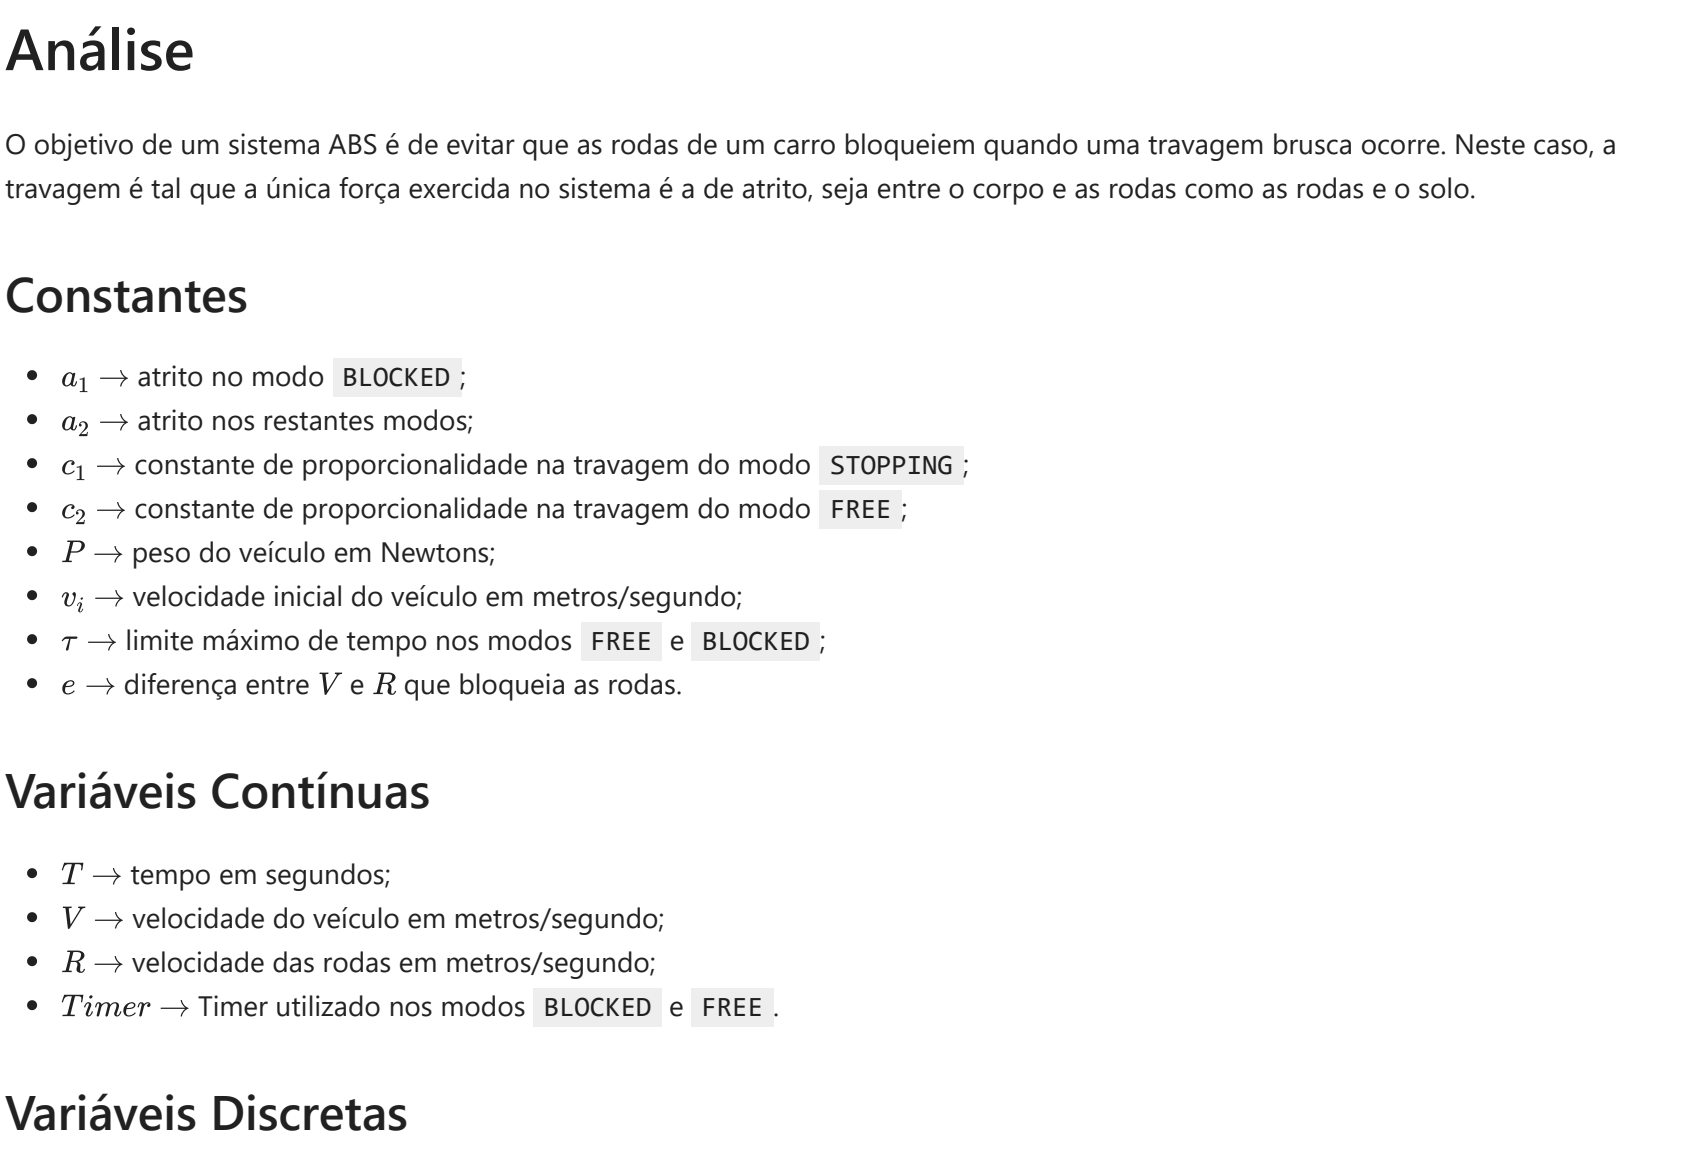 Análise
O objetivo de um sistema ABS é de evitar que as rodas de um carro bloqueiem quando uma travagem brusca ocorre. Neste caso, a
travagem é tal que a única força exercida no sistema é a de atrito, seja entre o corpo e as rodas como as rodas e o solo.
Constantes
• a₁ → atrito no modo BLOCKED;
• a₂ → atrito nos restantes modos;
• c₁ → constante de proporcionalidade na travagem do modo STOPPING;
• c₂ → constante de proporcionalidade na travagem do modo FREE;
• P → peso do veículo em Newtons;
• vᵢ → velocidade inicial do veículo em metros/segundo;
• τ → limite máximo de tempo nos modos FREE e BLOCKED;
• e → diferença entre V e R que bloqueia as rodas.
Variáveis Contínuas
• T → tempo em segundos;
• V → velocidade do veículo em metros/segundo;
• R → velocidade das rodas em metros/segundo;
• Timer → Timer utilizado nos modos BLOCKED e FREE.
Variáveis Discretas